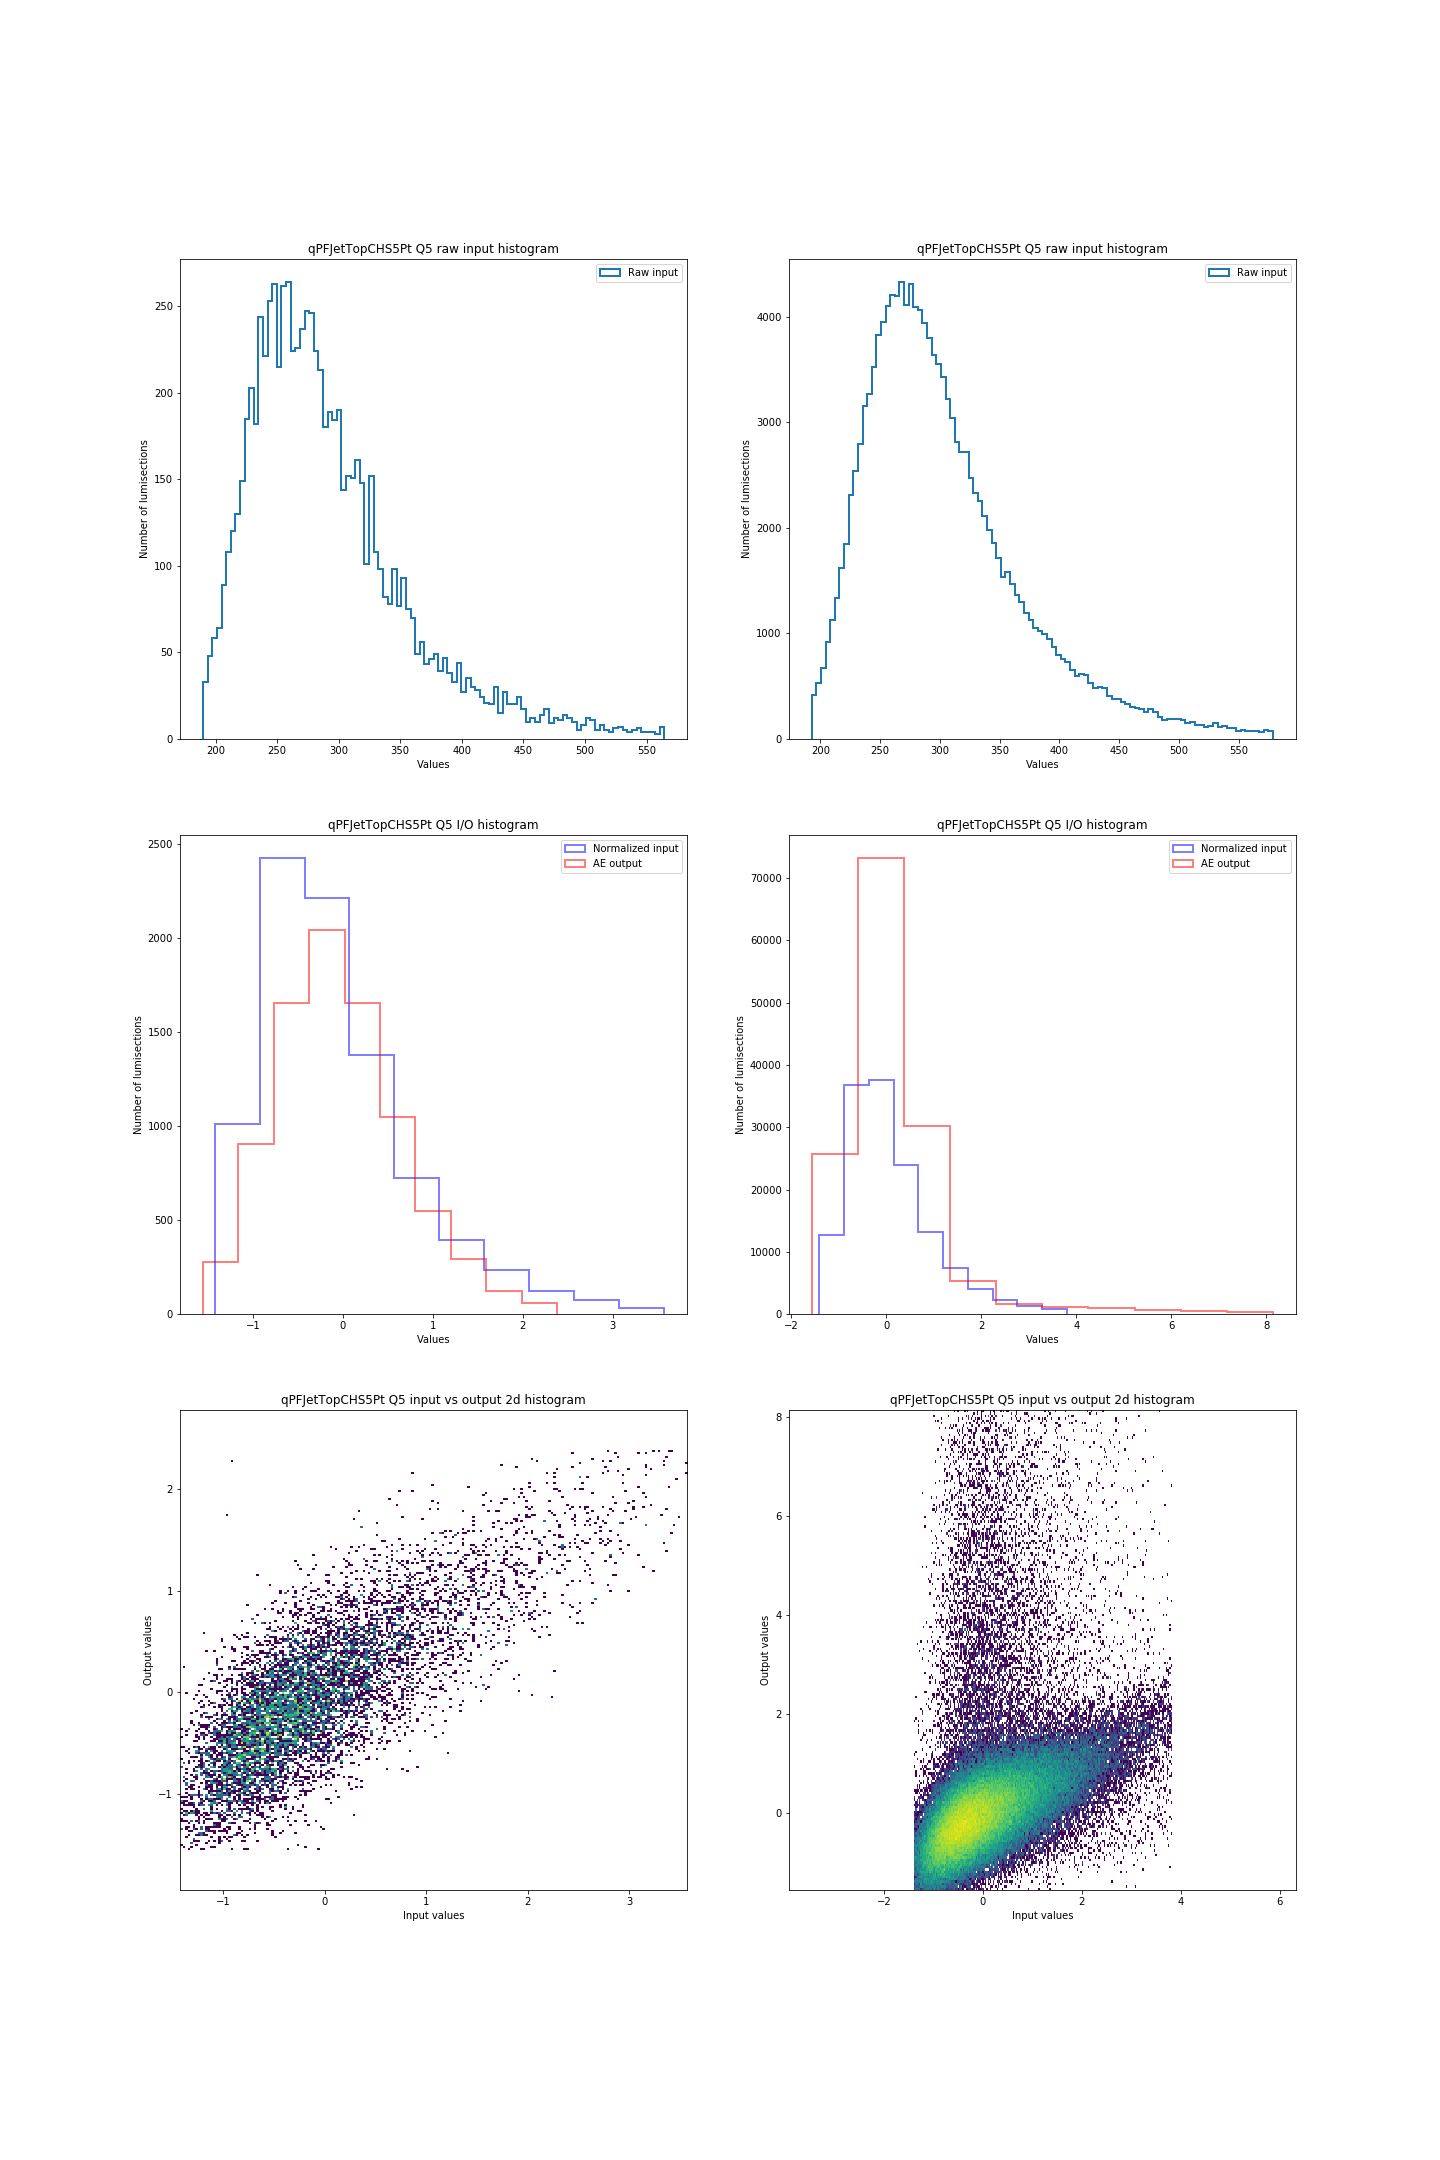 qPFJetTopCHS5Pt Q5 raw input histogram
Raw input
Number of lumisections
250
200
150
100
50
0
200 250 300 350 400 450 500 550
Values
qPFJetTopCHS5Pt Q5 raw input histogram
Raw input
Number of lumisections
4000
3000
2000
1000
0
200 250 300 350 400 450 500 550
Values
qPFJetTopCHS5Pt Q5 I/O histogram
Normalized input
AE output
Number of lumisections
2500
2000
1500
1000
500
0
−1 0 1 2 3
Values
qPFJetTopCHS5Pt Q5 I/O histogram
Normalized input
AE output
Number of lumisections
70000
60000
50000
40000
30000
20000
10000
0
−2 0 2 4 6 8
Values
qPFJetTopCHS5Pt Q5 input vs output 2d histogram
Output values
2
1
0
−1
−1 0 1 2 3
Input values
qPFJetTopCHS5Pt Q5 input vs output 2d histogram
Output values
8
6
4
2
0
−2 0 2 4 6
Input values